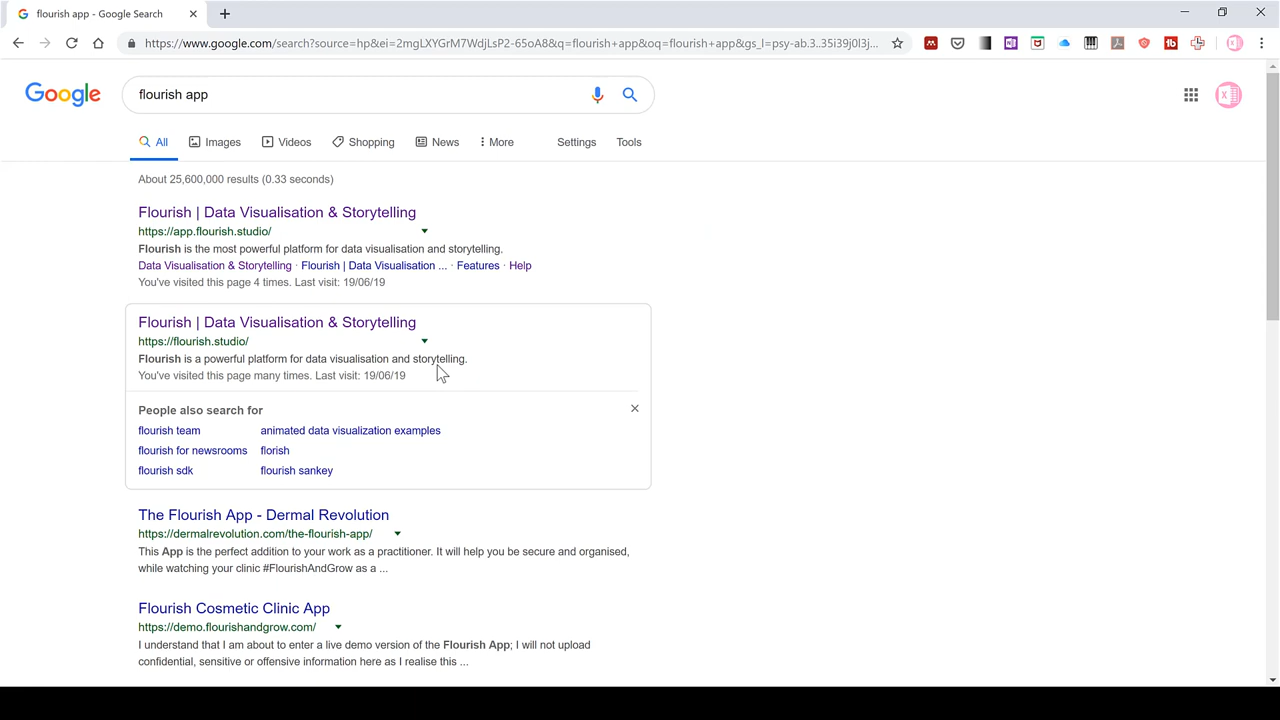 flourish app - Google Search
https://www.google.com/search?source=hp&ei=2mgLXYGrM7WdjLsP2-65oA8&q=flourish+app&oq=flourish+app&gs_l=psy-ab.3..35i39j0l3j...
Google
flourish app
All Images Videos Shopping News More Settings Tools
About 25,600,000 results (0.33 seconds)
Flourish | Data Visualisation & Storytelling
https://app.flourish.studio/
Flourish is the most powerful platform for data visualisation and storytelling.
Data Visualisation & Storytelling · Flourish | Data Visualisation ... · Features · Help
You've visited this page 4 times. Last visit: 19/06/19
Flourish | Data Visualisation & Storytelling
https://flourish.studio/
Flourish is a powerful platform for data visualisation and storytelling.
You've visited this page many times. Last visit: 19/06/19
People also search for
flourish team animated data visualization examples
flourish for newsrooms florish
flourish sdk flourish sankey
The Flourish App - Dermal Revolution
https://dermalrevolution.com/the-flourish-app/
This App is the perfect addition to your work as a practitioner. It will help you be secure and organised,
while watching your clinic #FlourishAndGrow as a ...
Flourish Cosmetic Clinic App
https://demo.flourishandgrow.com/
I understand that I am about to enter a live demo version of the Flourish App; I will not upload
confidential, sensitive or offensive information here as I realise this ...